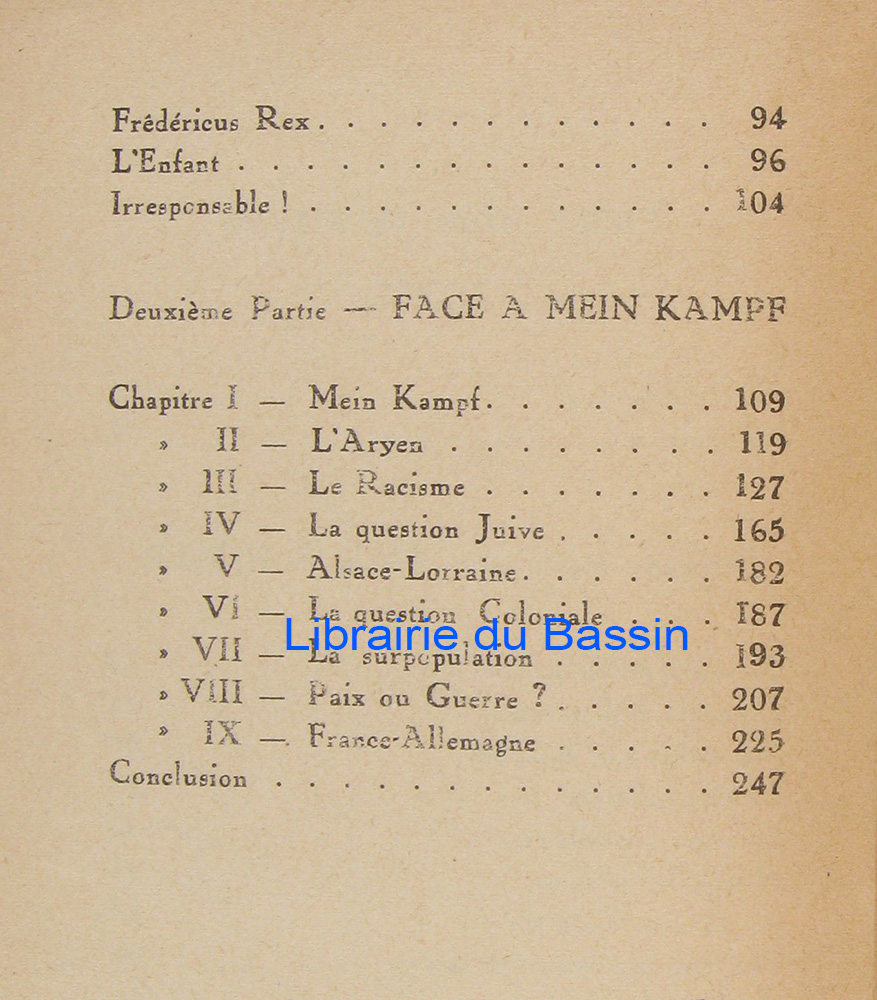 Frédéricus Rex . . . . . . . . . . . . 94
L'Enfant . . . . . . . . . . . . . 96
Irresponsable ! . . . . . . . . . . . . 104
Deuxième Partie — FACE A MEIN KAMPF
Chapitre I — Mein Kampf . . . . . . . 109
» II — L'Aryen . . . . . . . . 119
» III — Le Racisme . . . . . . . 127
» IV — La question Juive . . . . . 165
» V — Alsace-Lorraine . . . . . . 182
» VI — La question Coloniale . . . . 187
Librairie du Bassin
» VII — La surpopulation . . . . . 193
» VIII — Paix ou Guerre ? . . . . . 207
» IX — France-Allemagne . . . . . 225
Conclusion . . . . . . . . . . . . . 247